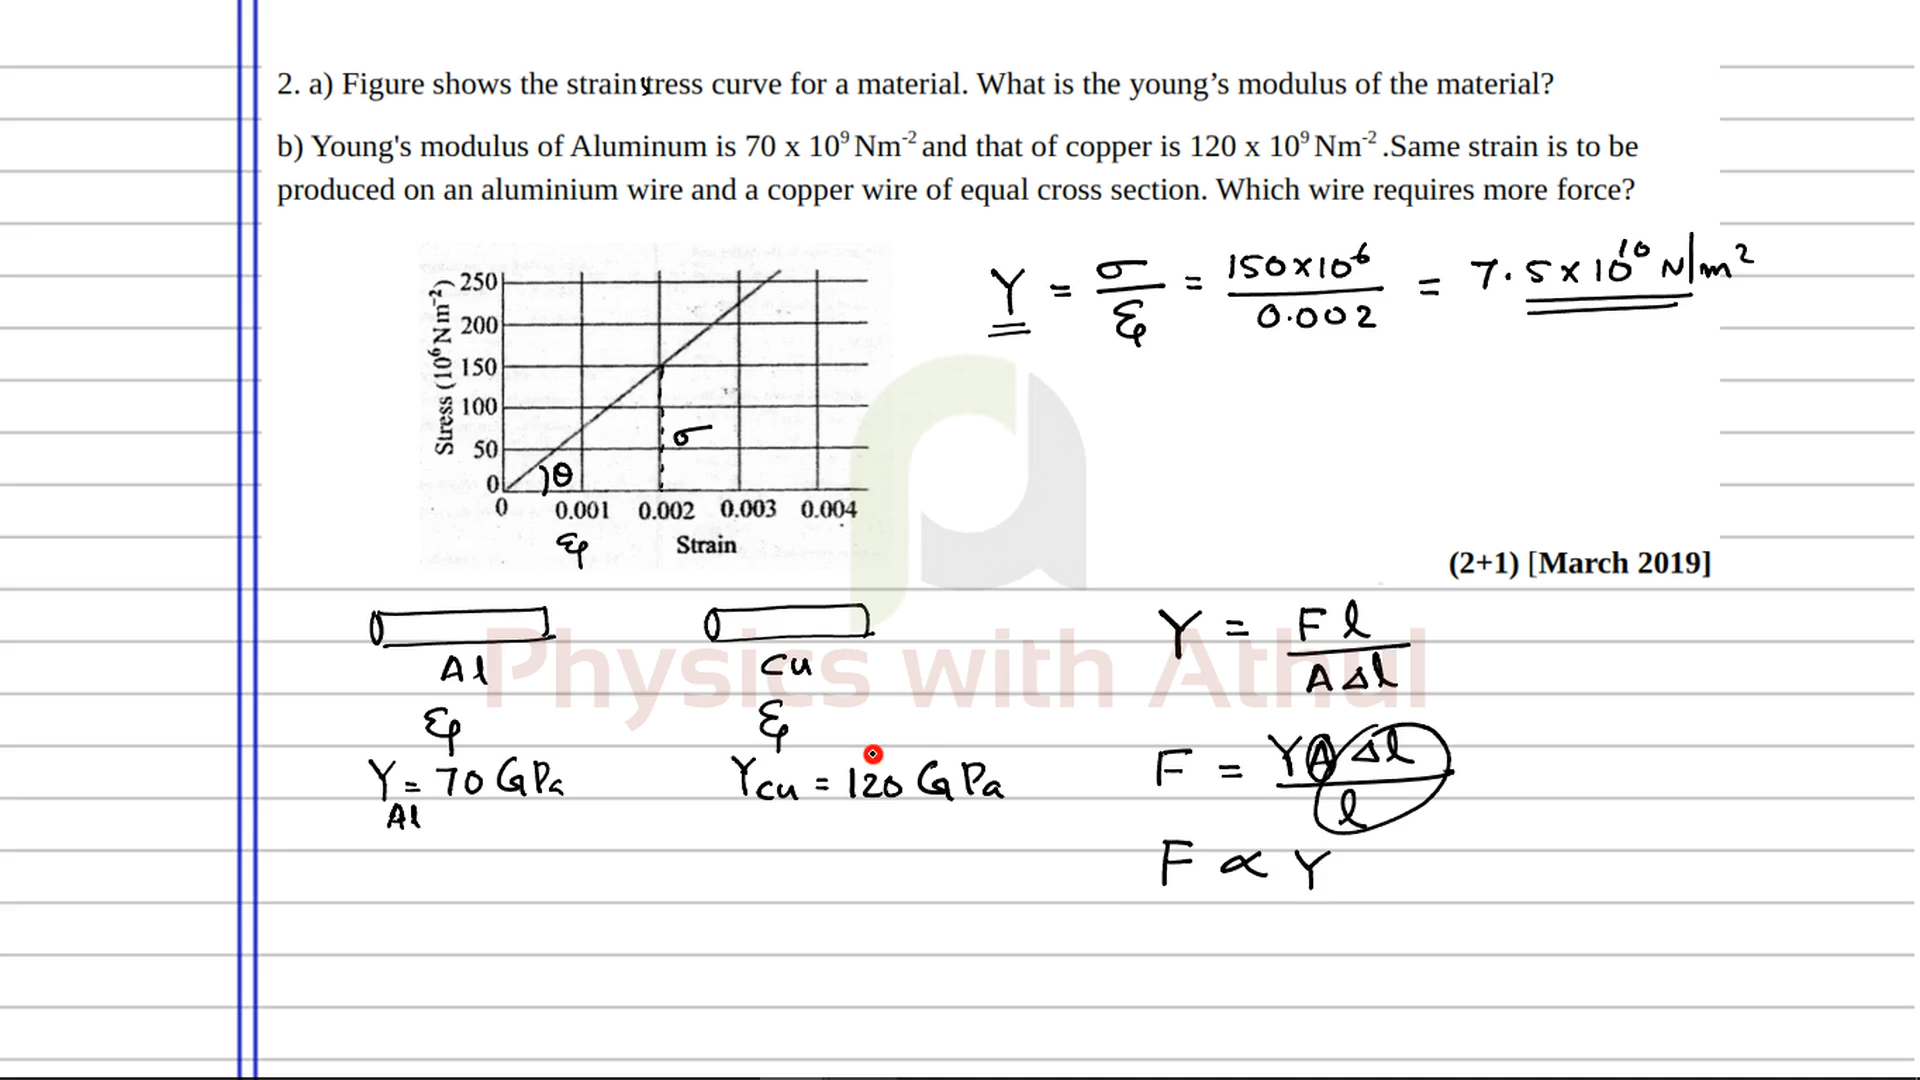 2. a) Figure shows the strain stress curve for a material. What is the young’s modulus of the material?
b) Young's modulus of Aluminum is 70 x 10⁹ Nm⁻² and that of copper is 120 x 10⁹ Nm⁻² .Same strain is to be
produced on an aluminium wire and a copper wire of equal cross section. Which wire requires more force?
Y = σ/ε = 150×10⁶/0.002 = 7.5×10¹⁰ N/m²
Stress (10⁶ N m⁻²)
250
200
150
100
50
0
σ
θ
0 0.001 0.002 0.003 0.004
ε Strain
(2+1) [March 2019]
Physics with Athul
Al Cu
ε ε
Y_Al = 70 GPa Y_Cu = 120 GPa
Y = Fl/AΔl
F = YAΔl/l
F ∝ Y